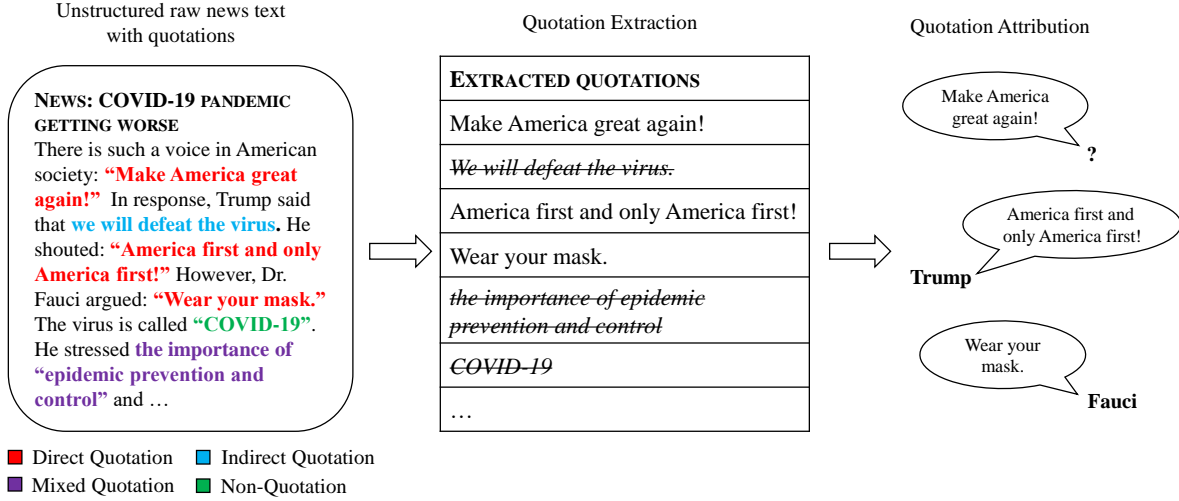 Unstructured raw news text
with quotations
NEWS: COVID-19 PANDEMIC
GETTING WORSE
There is such a voice in American
society: “Make America great
again!” In response, Trump said
that we will defeat the virus. He
shouted: “America first and only
America first!” However, Dr.
Fauci argued: “Wear your mask.”
The virus is called “COVID-19”.
He stressed the importance of
“epidemic prevention and
control” and …
Direct Quotation
Indirect Quotation
Mixed Quotation
Non-Quotation
Quotation Extraction
EXTRACTED QUOTATIONS
Make America great again!
We will defeat the virus.
America first and only America first!
Wear your mask.
the importance of epidemic
prevention and control
COVID-19
…
Quotation Attribution
Make America
great again!
?
America first and
only America first!
Trump
Wear your
mask.
Fauci